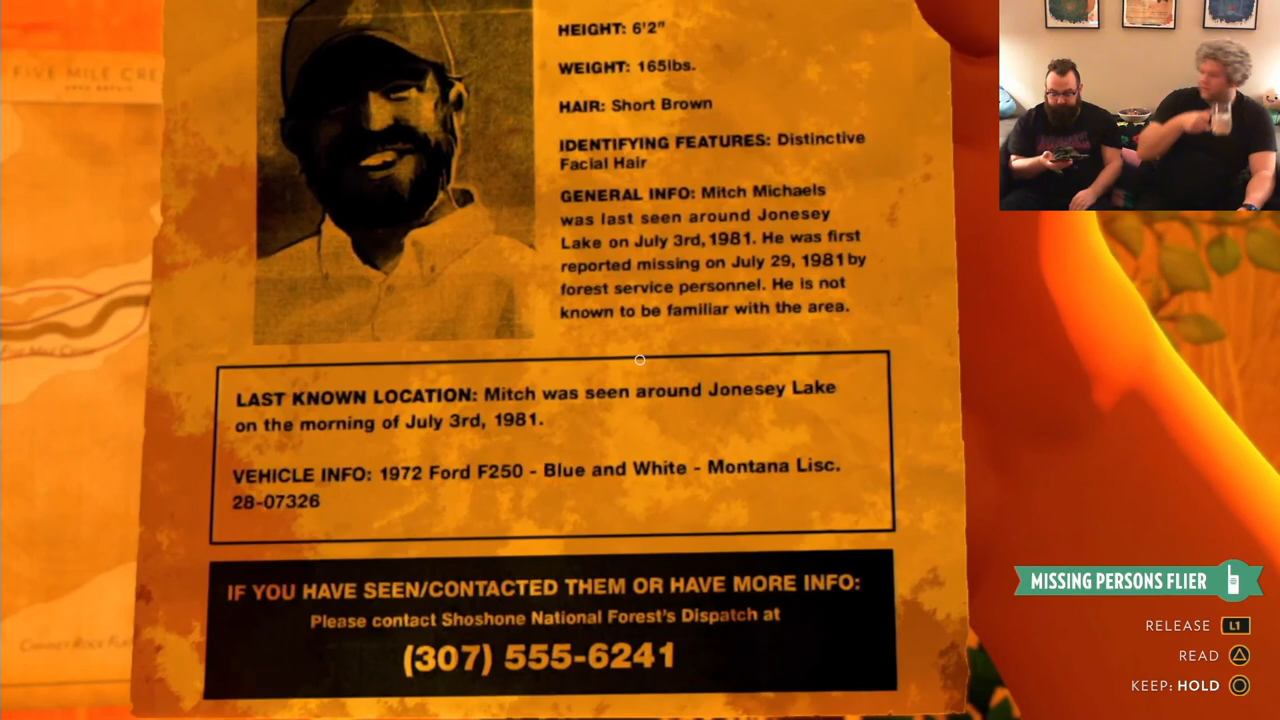 FIVE MILE CRE
HEIGHT: 6'2"
WEIGHT: 165lbs.
HAIR: Short Brown
IDENTIFYING FEATURES: Distinctive
Facial Hair
GENERAL INFO: Mitch Michaels
was last seen around Jonesey
Lake on July 3rd, 1981. He was first
reported missing on July 29, 1981 by
forest service personnel. He is not
known to be familiar with the area.
LAST KNOWN LOCATION: Mitch was seen around Jonesey Lake
on the morning of July 3rd, 1981.
VEHICLE INFO: 1972 Ford F250 - Blue and White - Montana Lisc.
28-07326
IF YOU HAVE SEEN/CONTACTED THEM OR HAVE MORE INFO:
Please contact Shoshone National Forest's Dispatch at
(307) 555-6241
MISSING PERSONS FLIER
RELEASE L1
READ
KEEP: HOLD